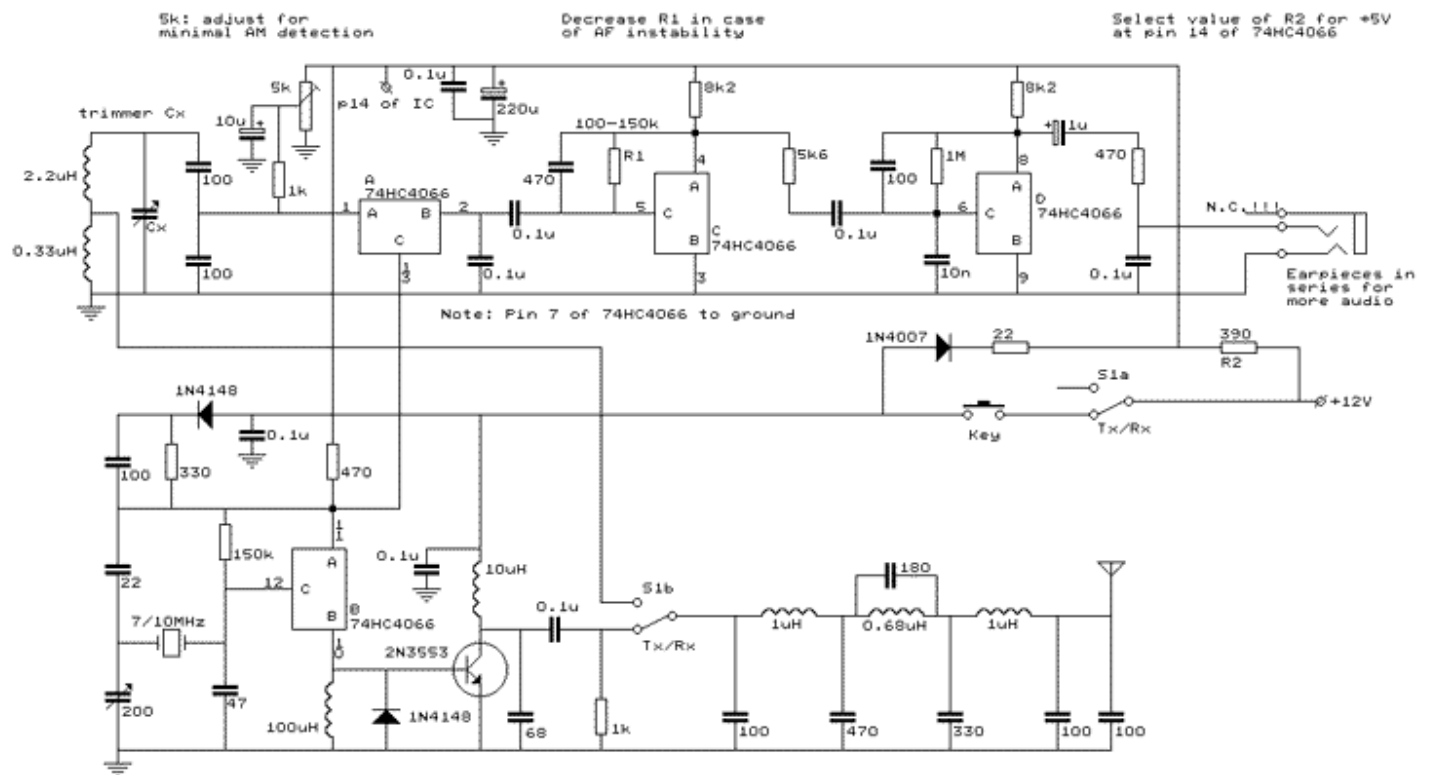 5k: adjust for
minimal AM detection
Decrease R1 in case
of AF instability
Select value of R2 for +5V
at pin 14 of 74HC4066
trimmer Cx
2.2uH
0.33uH
Cx
100
100
10u
+
5k
1k
p14 of IC
0.1u
+
220u
A
74HC4066
1
A
B
C
2
13
0.1u
0.1u
470
100-150k
R1
8k2
4
5
A
C
B
C
74HC4066
3
5k6
0.1u
100
1M
10n
8k2
8
6
A
C
B
D
74HC4066
9
+
1u
470
0.1u
N.C.!!!
Earpieces in
series for
more audio
Note: Pin 7 of 74HC4066 to ground
1N4007
22
390
R2
S1a
+12V
Key
Tx/Rx
1N4148
0.1u
100
330
470
22
150k
11
12
A
C
B
B
74HC4066
10
7/10MHz
200
47
100uH
1N4148
0.1u
10uH
2N3553
0.1u
68
1k
S1b
Tx/Rx
1uH
180
0.68uH
1uH
100
470
330
100
100